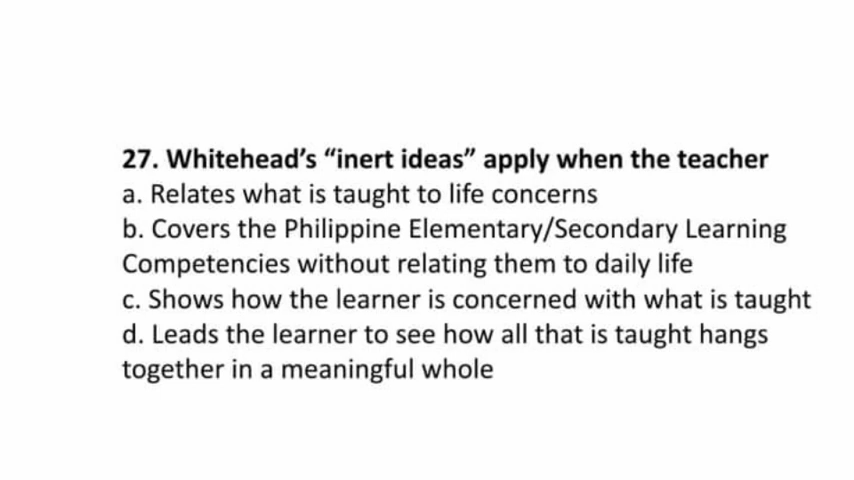 27. Whitehead’s “inert ideas” apply when the teacher
a. Relates what is taught to life concerns
b. Covers the Philippine Elementary/Secondary Learning
Competencies without relating them to daily life
c. Shows how the learner is concerned with what is taught
d. Leads the learner to see how all that is taught hangs
together in a meaningful whole